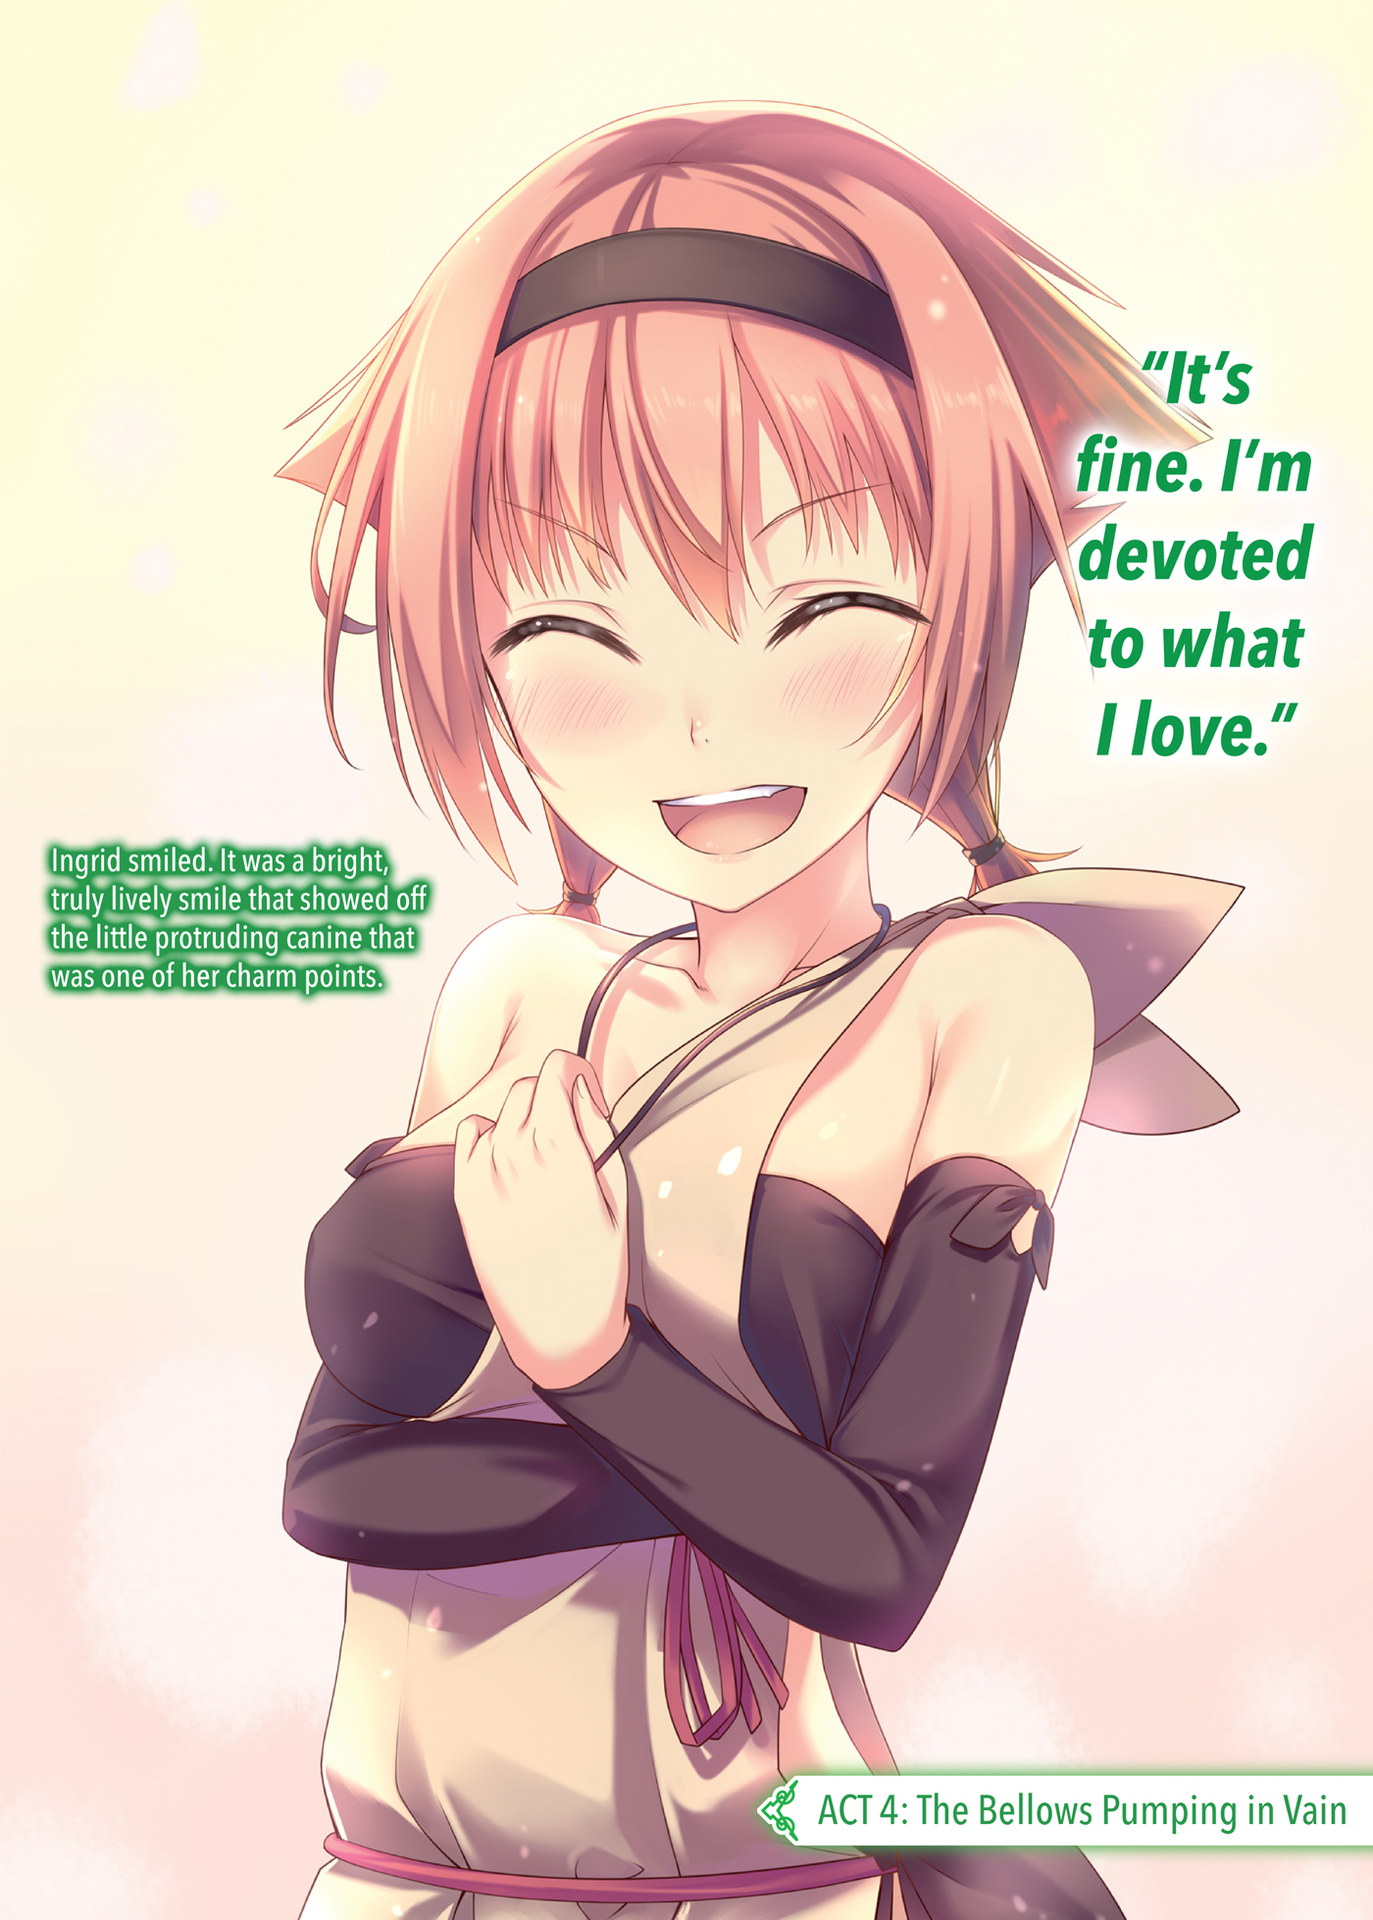 “It’s
fine. I’m
devoted
to what
I love.”
Ingrid smiled. It was a bright,
truly lively smile that showed off
the little protruding canine that
was one of her charm points.
ACT 4: The Bellows Pumping in Vain